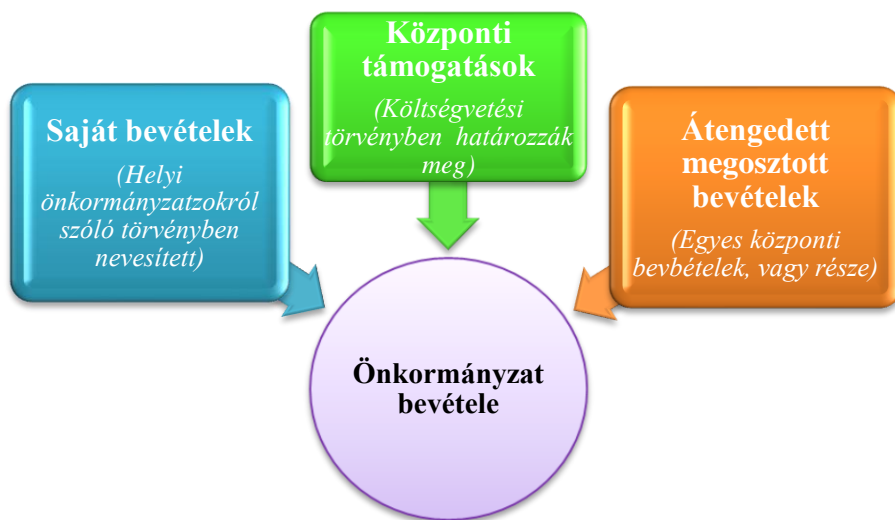 Saját bevételek
(Helyi
önkormányzatzokról
szóló törvényben
nevesített)
Központi
támogatások
(Költségvetési
törvényben határozzák
meg)
Átengedett
megosztott
bevételek
(Egyes központi
bevbételek, vagy része)
Önkormányzat
bevétele